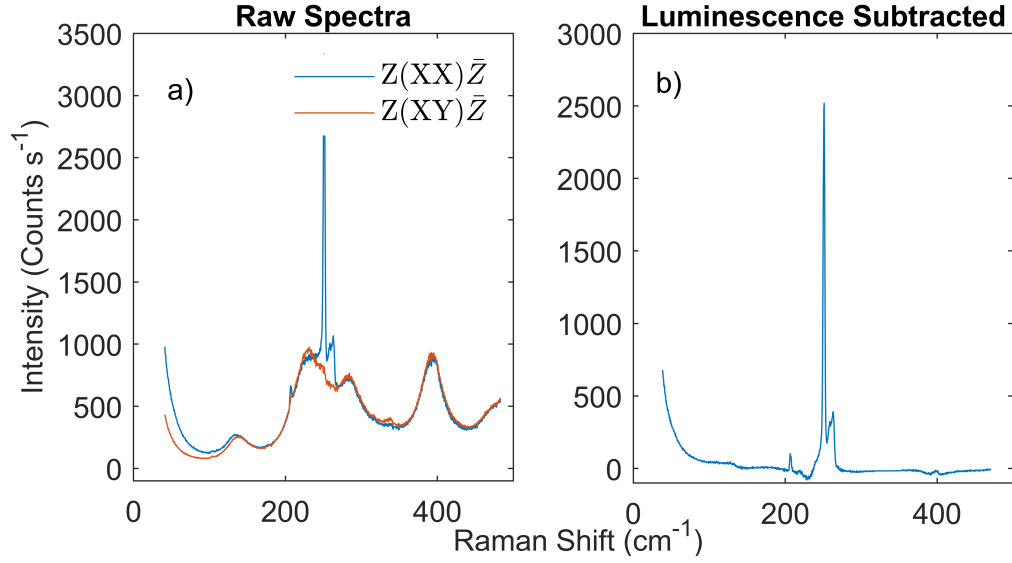 Raw Spectra
Luminescence Subtracted
a)
Z(XX)Z̄
Z(XY)Z̄
b)
Intensity (Counts s⁻¹)
3500
3000
2500
2000
1500
1000
500
0
0
200
400
3000
2500
2000
1500
1000
500
0
0
200
400
Raman Shift (cm⁻¹)